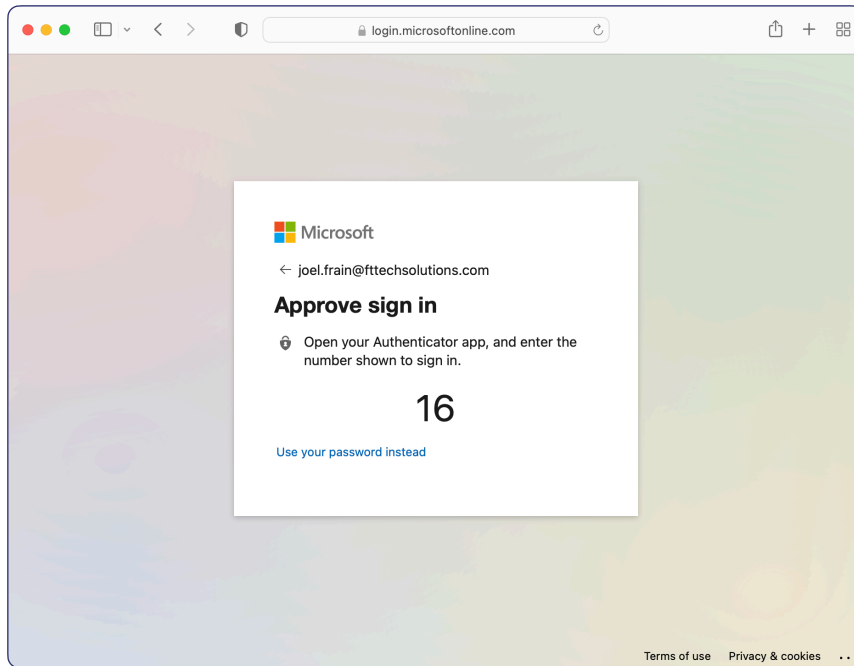 login.microsoftonline.com
Microsoft
joel.frain@fttechsolutions.com
Approve sign in
Open your Authenticator app, and enter the
number shown to sign in.
16
Use your password instead
Terms of use Privacy & cookies